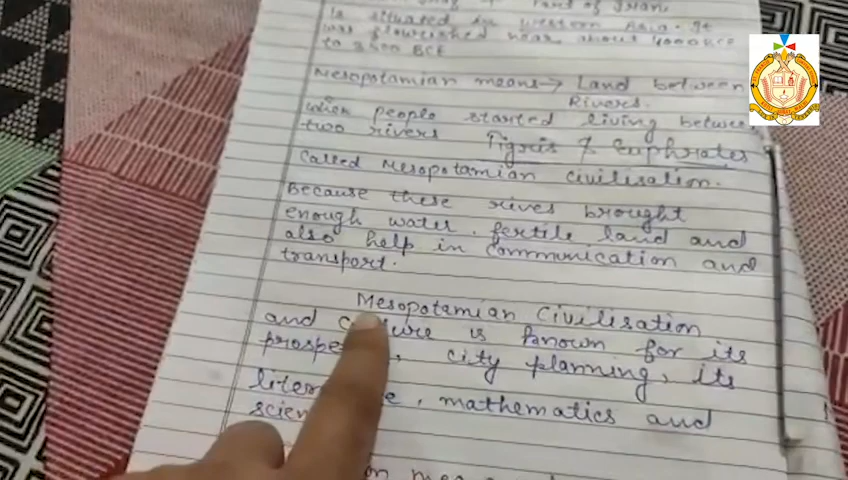 Part of Iran
is situated in western Asia. It
was flourished near about 4000 BCE
to 3500 BCE
Mesopotamian means → Land between
Rivers.
when people started living between
two rivers Tigris & Euphrates
called Mesopotamian civilisation.
Because these rives brought
enough water. fertile land and
also help in communication and
transport.
Mesopotamian Civilisation
and is known for its
city planning, its
, mathematics and